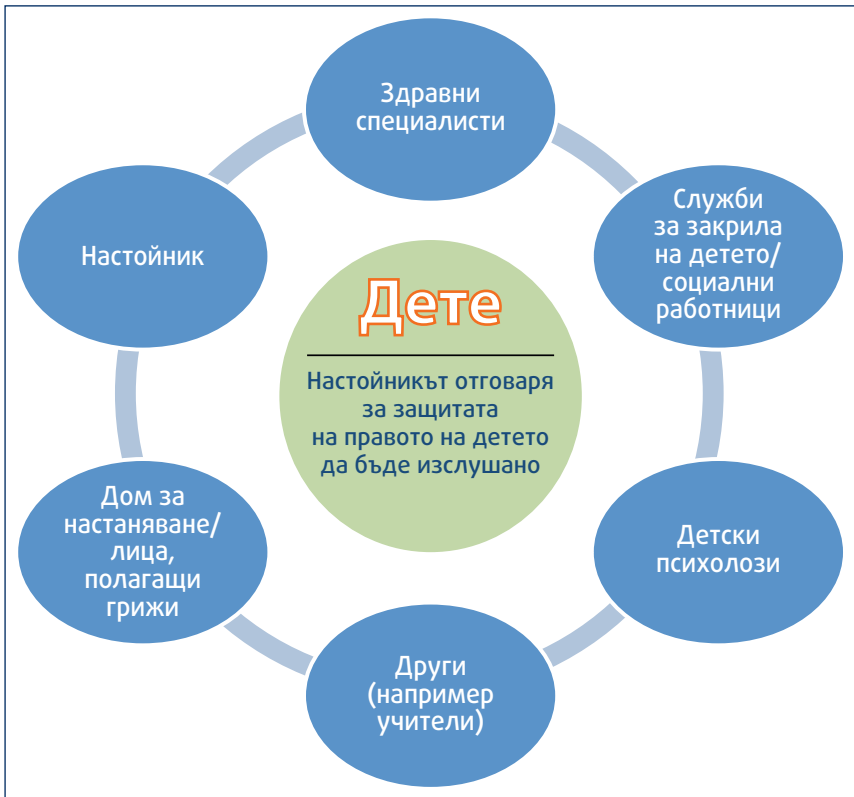 Здравни
специалисти
Служби
за закрила
на детето/
социални
работници
Детски
психолози
Други
(например
учители)
Дом за
настаняване/
лица,
полагащи
грижи
Настойник
Дете
Настойникът отговаря
за защитата
на правото на детето
да бъде изслушано